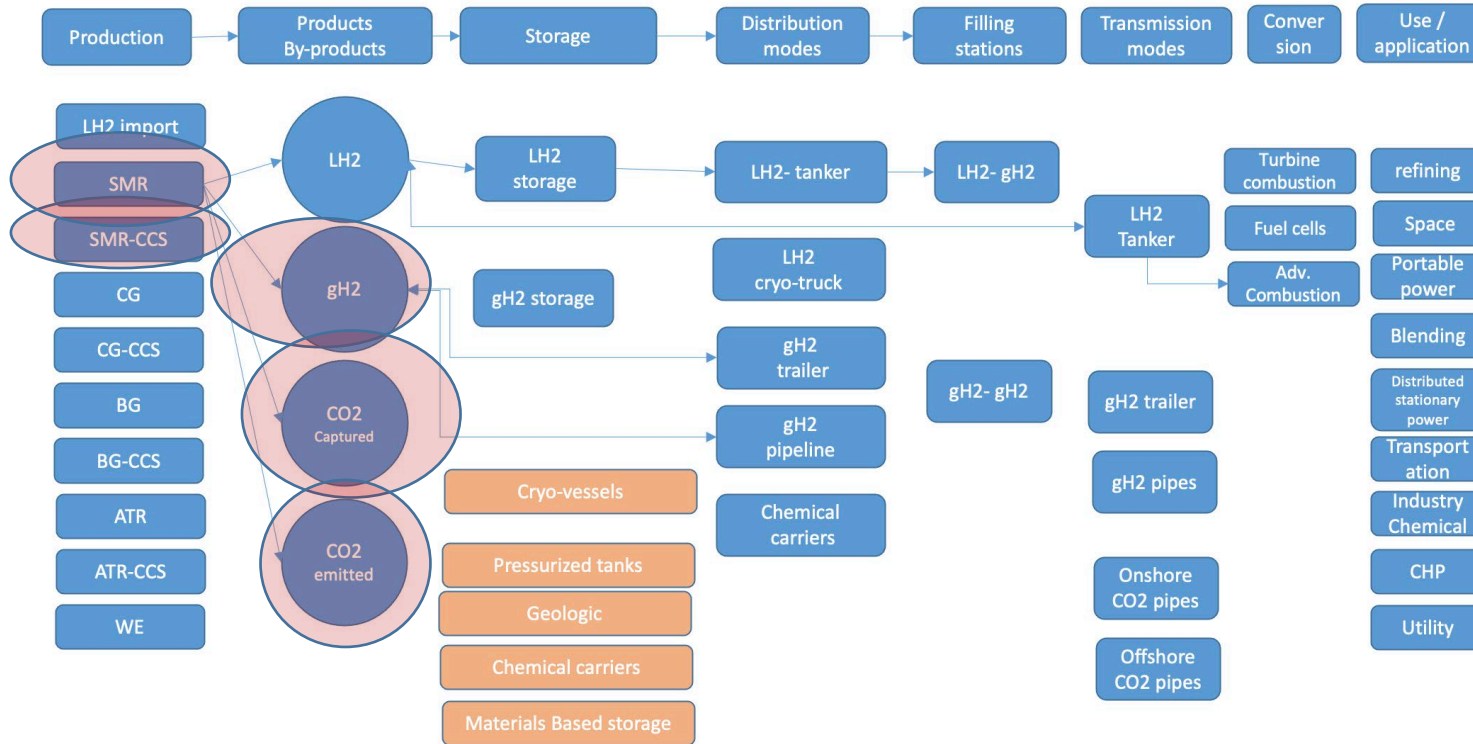 Production
Products
By-products
Storage
Distribution
modes
Filling
stations
Transmission
modes
Conver
sion
Use /
application
LH2 import
SMR
SMR-CCS
CG
CG-CCS
BG
BG-CCS
ATR
ATR-CCS
WE
LH2
gH2
CO2
Captured
CO2
emitted
LH2
storage
gH2 storage
Cryo-vessels
Pressurized tanks
Geologic
Chemical carriers
Materials Based storage
LH2- tanker
LH2
cryo-truck
gH2
trailer
gH2
pipeline
Chemical
carriers
LH2- gH2
gH2- gH2
LH2
Tanker
gH2 trailer
gH2 pipes
Onshore
CO2 pipes
Offshore
CO2 pipes
Turbine
combustion
Fuel cells
Adv.
Combustion
refining
Space
Portable
power
Blending
Distributed
stationary
power
Transport
ation
Industry
Chemical
CHP
Utility